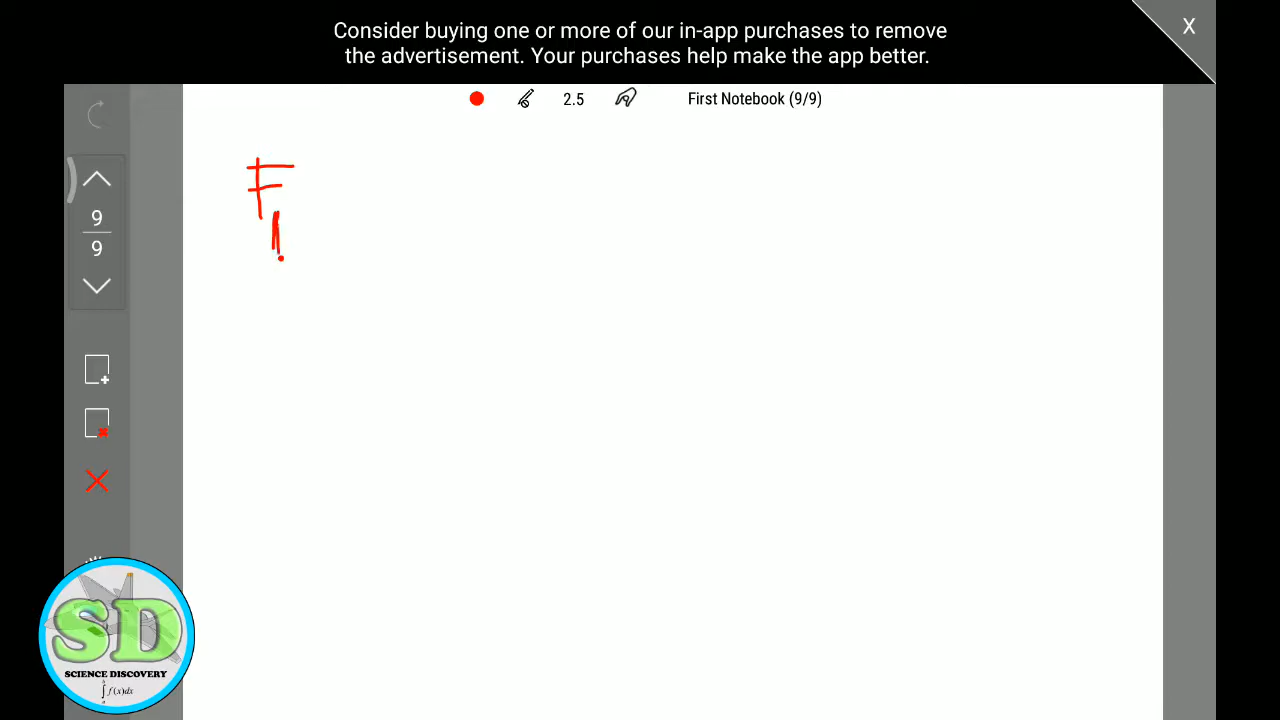 Consider buying one or more of our in-app purchases to remove
the advertisement. Your purchases help make the app better.
X
2.5
First Notebook (9/9)
9
9
F
SD
SCIENCE DISCOVERY
∫ f(x)dx